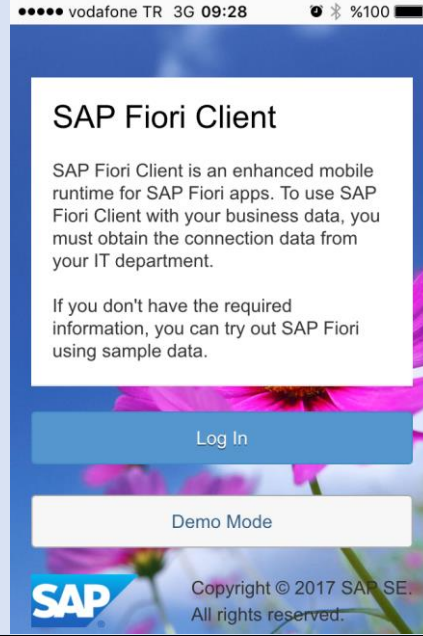 vodafone TR 3G 09:28 %100
SAP Fiori Client
SAP Fiori Client is an enhanced mobile
runtime for SAP Fiori apps. To use SAP
Fiori Client with your business data, you
must obtain the connection data from
your IT department.
If you don't have the required
information, you can try out SAP Fiori
using sample data.
Log In
Demo Mode
SAP
Copyright © 2017 SAP SE.
All rights reserved.